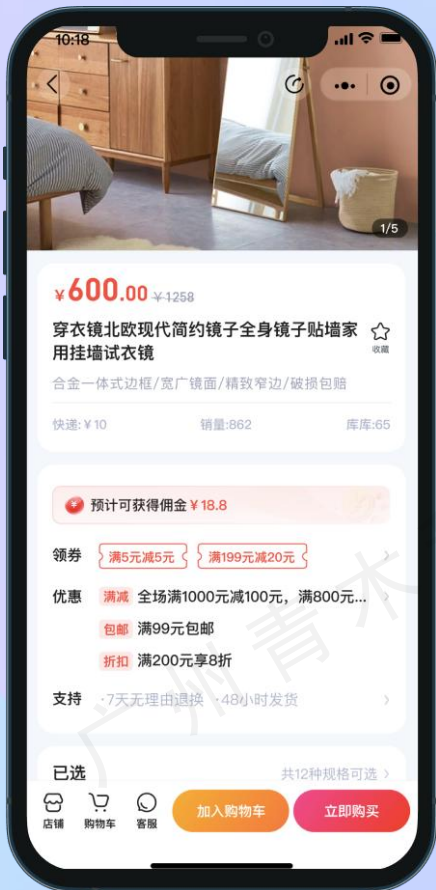 10:18
1/5
¥600.00 ¥1258
穿衣镜北欧现代简约镜子全身镜子贴墙家
用挂墙试衣镜
收藏
合金一体式边框/宽广镜面/精致窄边/破损包赔
快递:¥10 销量:862 库库:65
预计可获得佣金¥18.8
领券 满5元减5元 满199元减20元
优惠 满减 全场满1000元减100元，满800元...
包邮 满99元包邮
折扣 满200元享8折
支持 ·7天无理由退换 ·48小时发货
已选 共12种规格可选
店铺 购物车 客服 加入购物车 立即购买
广州青木